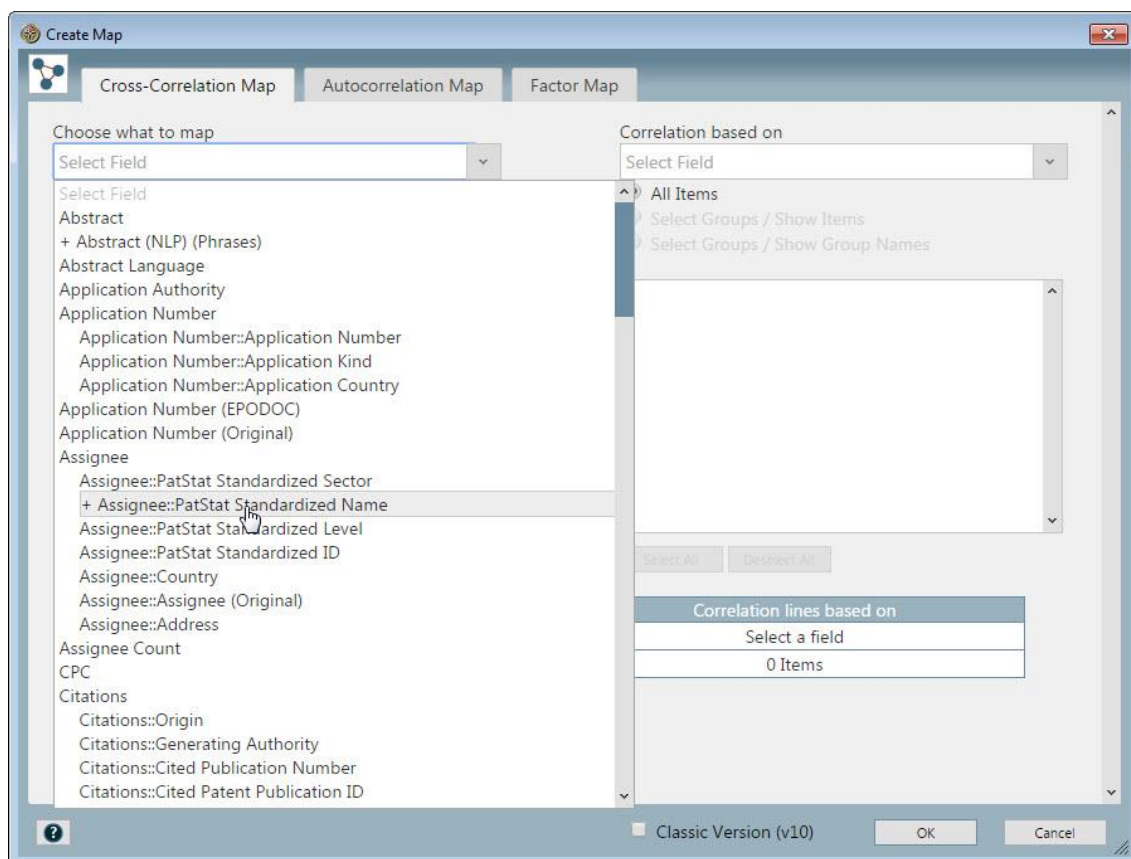 Create Map
Cross-Correlation Map
Autocorrelation Map
Factor Map
Choose what to map
Select Field
Select Field
Abstract
+ Abstract (NLP) (Phrases)
Abstract Language
Application Authority
Application Number
Application Number::Application Number
Application Number::Application Kind
Application Number::Application Country
Application Number (EPODOC)
Application Number (Original)
Assignee
Assignee::PatStat Standardized Sector
+ Assignee::PatStat Standardized Name
Assignee::PatStat Standardized Level
Assignee::PatStat Standardized ID
Assignee::Country
Assignee::Assignee (Original)
Assignee::Address
Assignee Count
CPC
Citations
Citations::Origin
Citations::Generating Authority
Citations::Cited Publication Number
Citations::Cited Patent Publication ID
Correlation based on
Select Field
All Items
Select Groups / Show Items
Select Groups / Show Group Names
Select All
Deselect All
Correlation lines based on
Select a field
0 Items
?
Classic Version (v10)
OK
Cancel